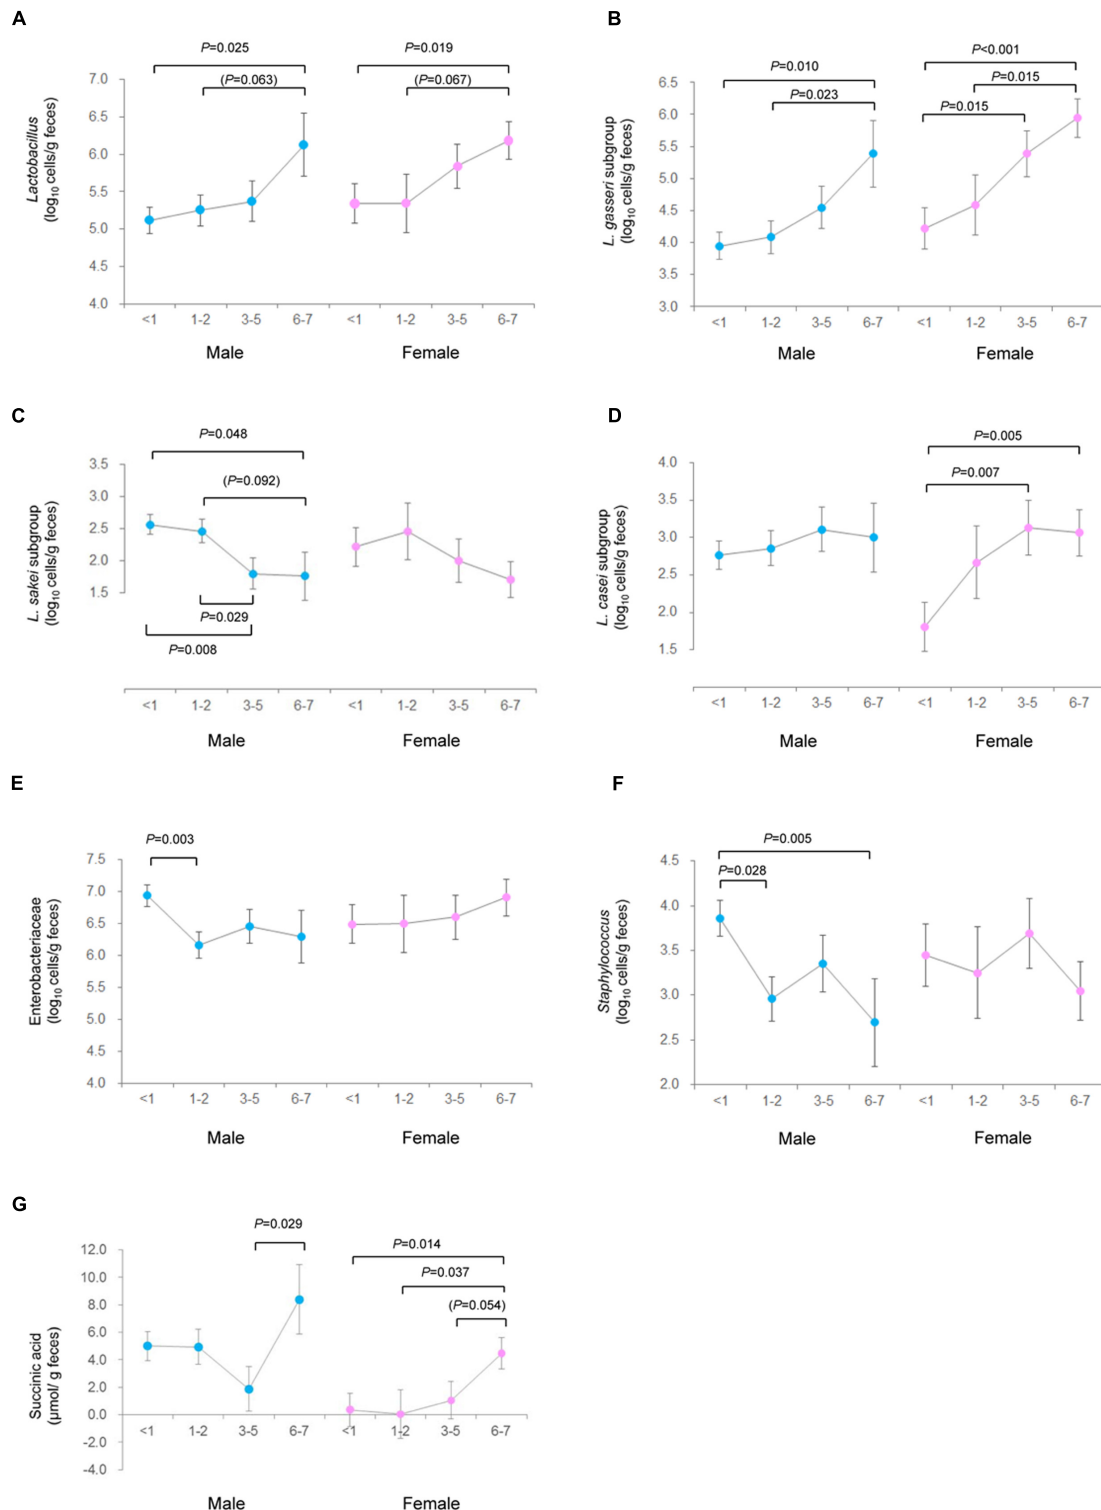 A
P=0.025
P=0.019
(P=0.063)
(P=0.067)
Lactobacillus
(log10 cells/g feces)
7.0
6.5
6.0
5.5
5.0
4.5
4.0
<1 1-2 3-5 6-7 <1 1-2 3-5 6-7
Male Female
B
P<0.001
P=0.010
P=0.015
P=0.023
P=0.015
L. gasseri subgroup
(log10 cells/g feces)
6.5
6.0
5.5
5.0
4.5
4.0
3.5
3.0
<1 1-2 3-5 6-7 <1 1-2 3-5 6-7
Male Female
C
P=0.048
(P=0.092)
P=0.029
P=0.008
L. sakei subgroup
(log10 cells/g feces)
3.5
3.0
2.5
2.0
1.5
<1 1-2 3-5 6-7 <1 1-2 3-5 6-7
Male Female
D
P=0.005
P=0.007
L. casei subgroup
(log10 cells/g feces)
4.0
3.5
3.0
2.5
2.0
1.5
<1 1-2 3-5 6-7 <1 1-2 3-5 6-7
Male Female
E
P=0.003
Enterobacteriaceae
(log10 cells/g feces)
7.5
7.0
6.5
6.0
5.5
5.0
4.5
4.0
<1 1-2 3-5 6-7 <1 1-2 3-5 6-7
Male Female
F
P=0.005
P=0.028
Staphylococcus
(log10 cells/g feces)
4.5
4.0
3.5
3.0
2.5
2.0
<1 1-2 3-5 6-7 <1 1-2 3-5 6-7
Male Female
G
P=0.029
P=0.014
P=0.037
(P=0.054)
Succinic acid
(μmol/ g feces)
12.0
10.0
8.0
6.0
4.0
2.0
0.0
-2.0
-4.0
<1 1-2 3-5 6-7 <1 1-2 3-5 6-7
Male Female